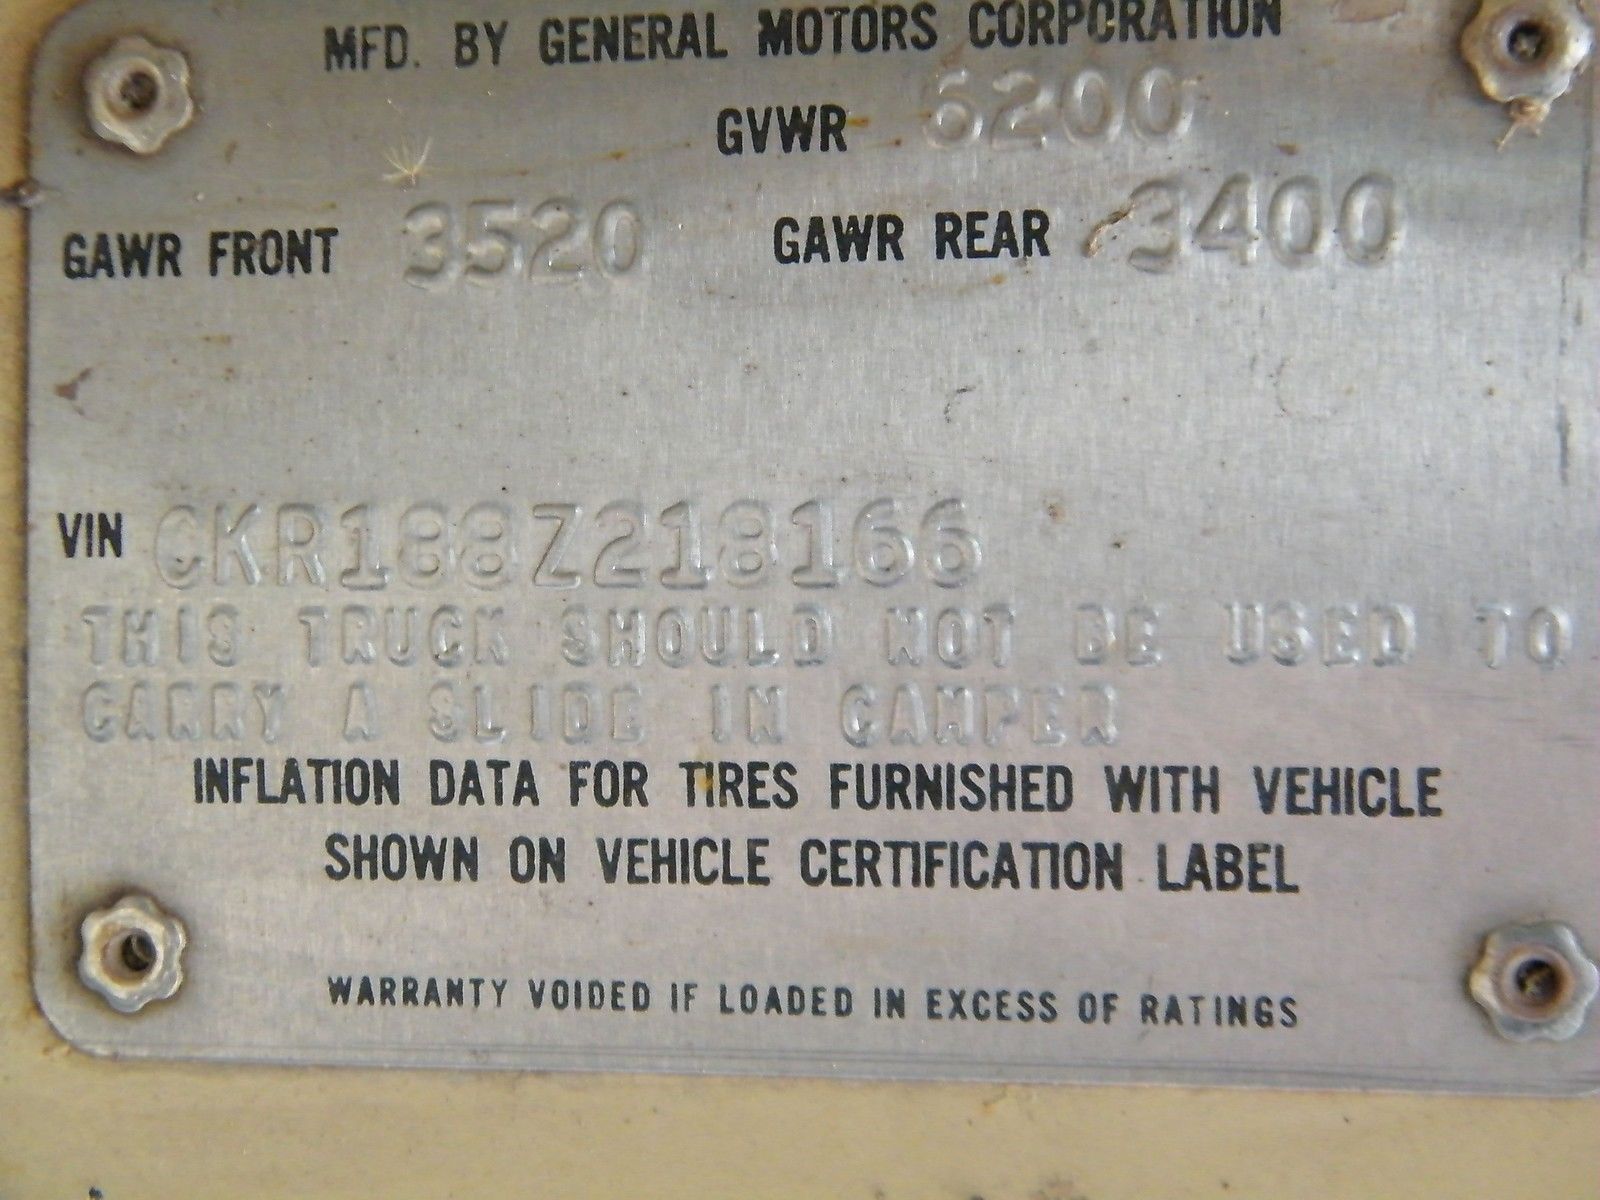 MFD. BY GENERAL MOTORS CORPORATION
GVWR 6200
GAWR FRONT 3520 GAWR REAR 3400
VIN CKR188Z218166
THIS TRUCK SHOULD NOT BE USED TO
CARRY A SLIDE IN CAMPER
INFLATION DATA FOR TIRES FURNISHED WITH VEHICLE
SHOWN ON VEHICLE CERTIFICATION LABEL
WARRANTY VOIDED IF LOADED IN EXCESS OF RATINGS